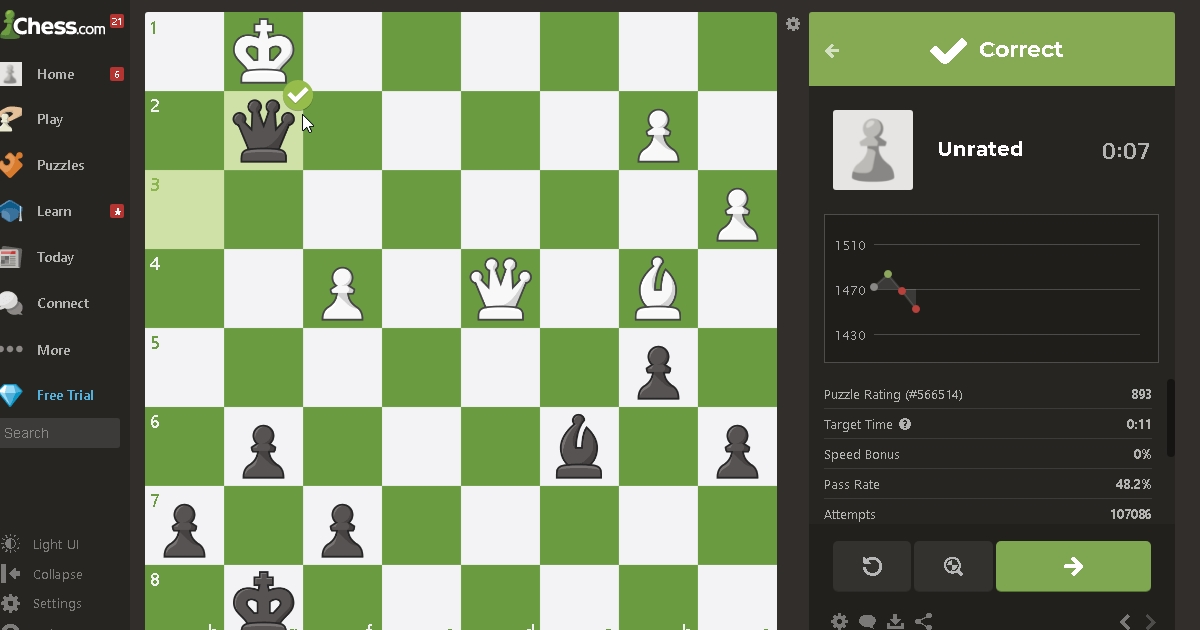 Chess.com 21
Home 6
Play
Puzzles
Learn
Today
Connect
More
Free Trial
Search
Light UI
Collapse
Settings
1
2
3
4
5
6
7
8
Correct
Unrated 0:07
1510
1470
1430
Puzzle Rating (#566514) 893
Target Time ? 0:11
Speed Bonus 0%
Pass Rate 48.2%
Attempts 107086